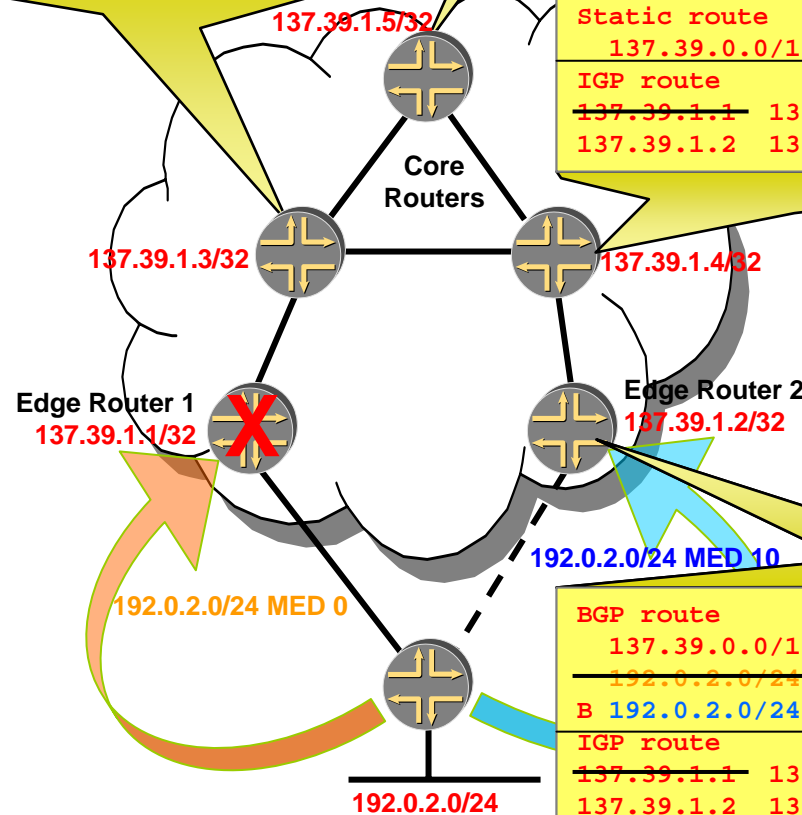 137.39.1.5/32
Static route
137.39.0.0/1
IGP route
137.39.1.1 13
137.39.1.2 13
Core
Routers
137.39.1.3/32
137.39.1.4/32
Edge Router 1
137.39.1.1/32
X
Edge Router 2
137.39.1.2/32
192.0.2.0/24 MED 10
192.0.2.0/24 MED 0
BGP route
137.39.0.0/1
192.0.2.0/24
B 192.0.2.0/24
IGP route
137.39.1.1 13
137.39.1.2 13
192.0.2.0/24